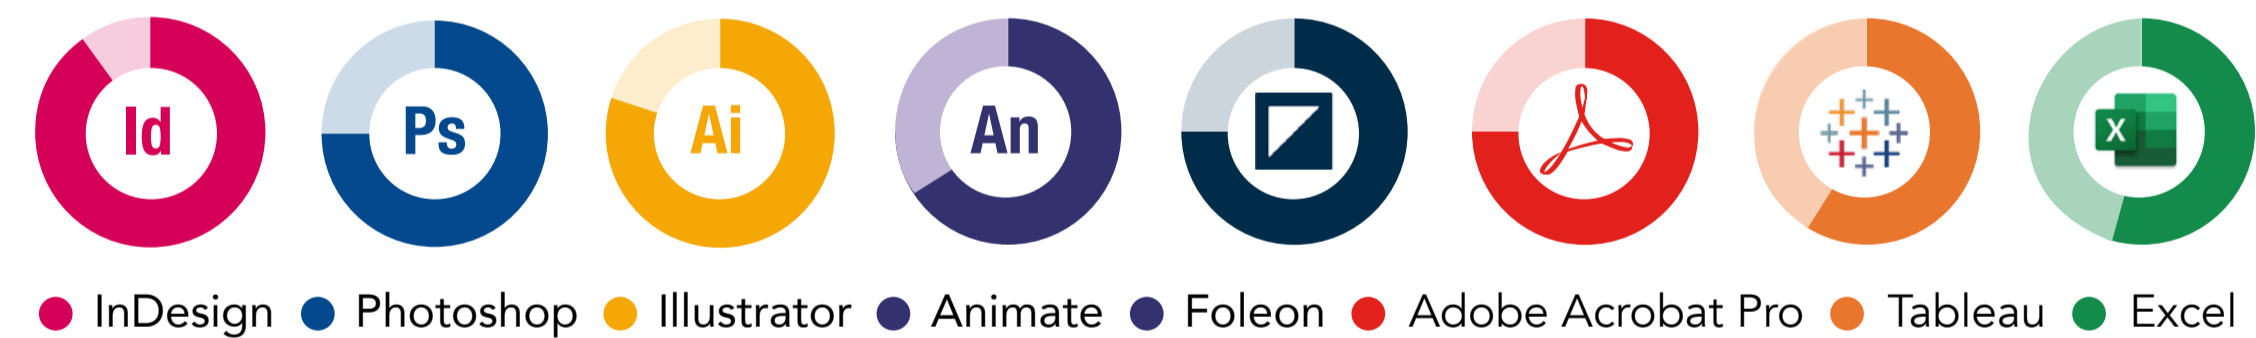 Id Ps Ai An X
InDesign Photoshop Illustrator Animate Foleon Adobe Acrobat Pro Tableau Excel